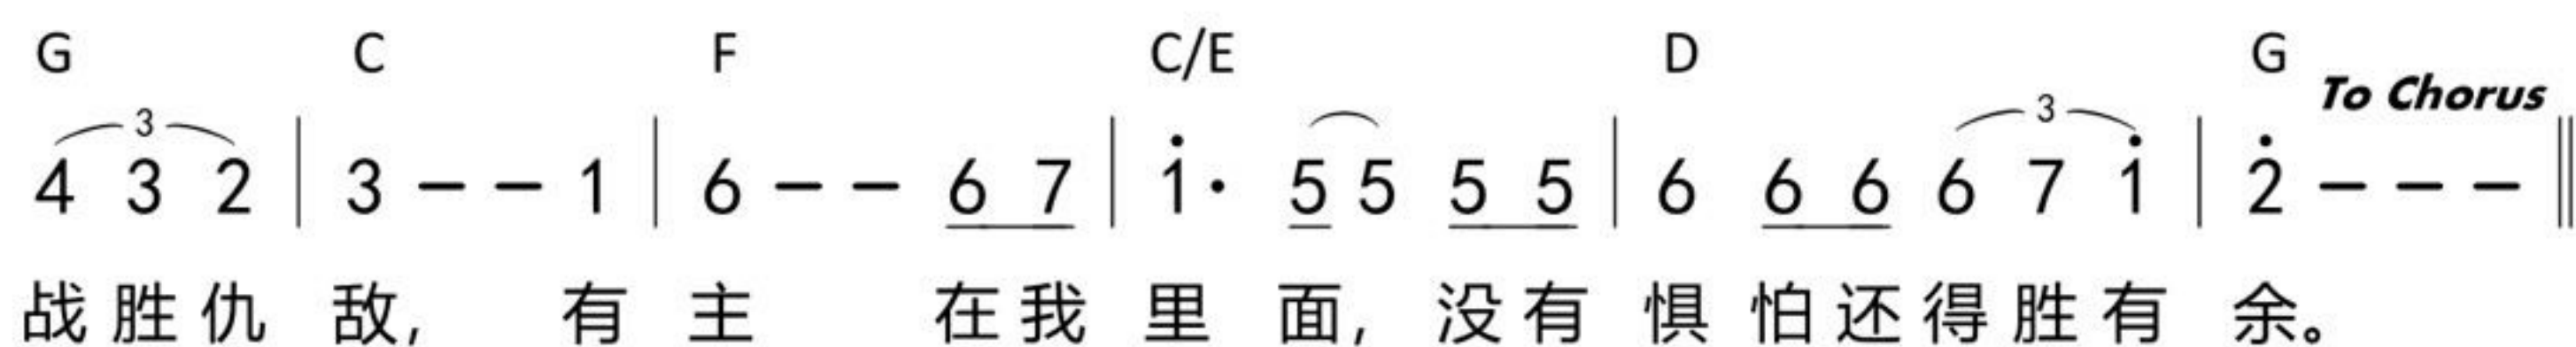 G C F C/E D G
To Chorus
3 3
4 3 2 | 3 – – 1 | 6 – – 6 7 | 1· 5 5 5 5 | 6 6 6 6 7 1 | 2 – – – ‖
战胜仇敌，有主在我里面，没有惧怕还得胜有余。